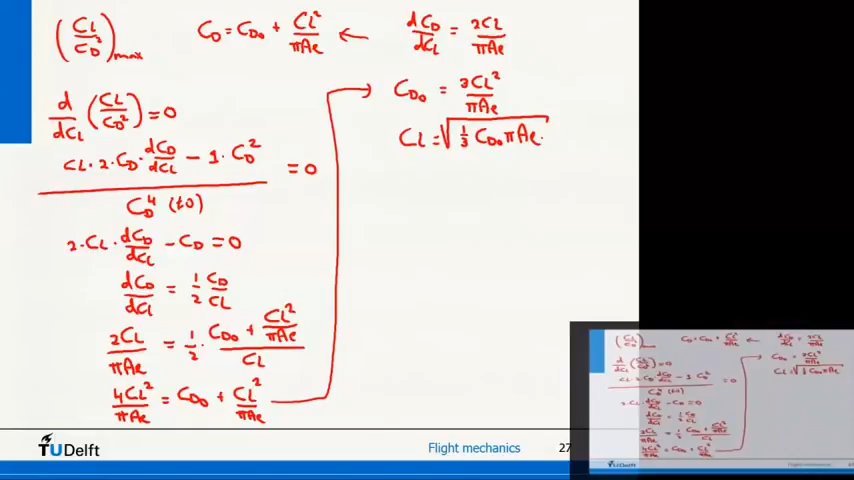 (CL/CD²)max
CD = CD₀ + CL²/πAe ← dCD/dCL = 2CL/πAe
d/dCL (CL/CD²) = 0
CL · 2 · CD · dCD/dCL − 1 · CD² / CD⁴ (≠0) = 0
2 · CL · dCD/dCL − CD = 0
dCD/dCL = 1/2 CD/CL
2CL/πAe = 1/2 · (CD₀ + CL²/πAe)/CL
4CL²/πAe = CD₀ + CL²/πAe
CD₀ = 3CL²/πAe
CL = √(1/3 CD₀ πAe)
TUDelft
Flight mechanics
27